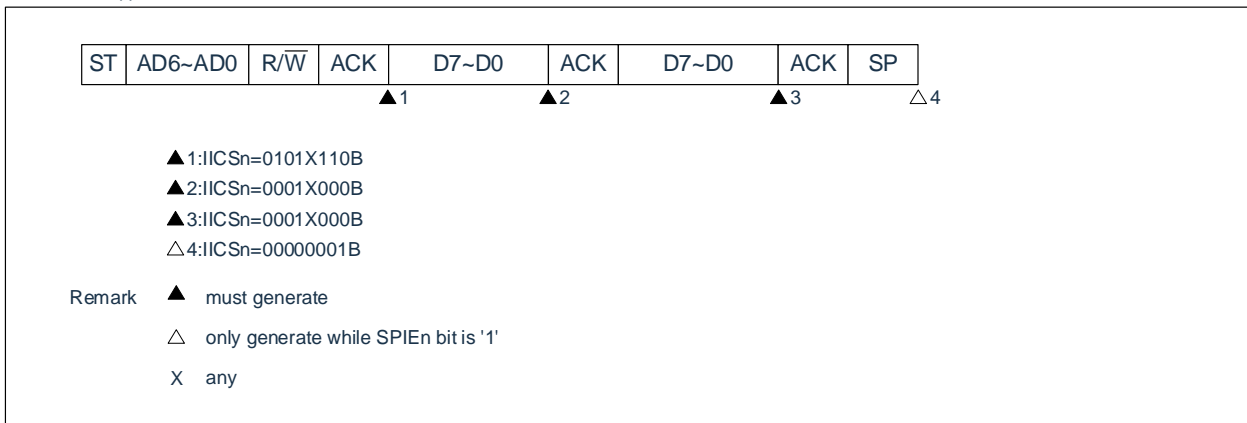 ST AD6~AD0 R/W̅ ACK D7~D0 ACK D7~D0 ACK SP
▲1 ▲2 ▲3 △4
▲1:IICSn=0101X110B
▲2:IICSn=0001X000B
▲3:IICSn=0001X000B
△4:IICSn=00000001B
Remark ▲ must generate
△ only generate while SPIEn bit is '1'
X any